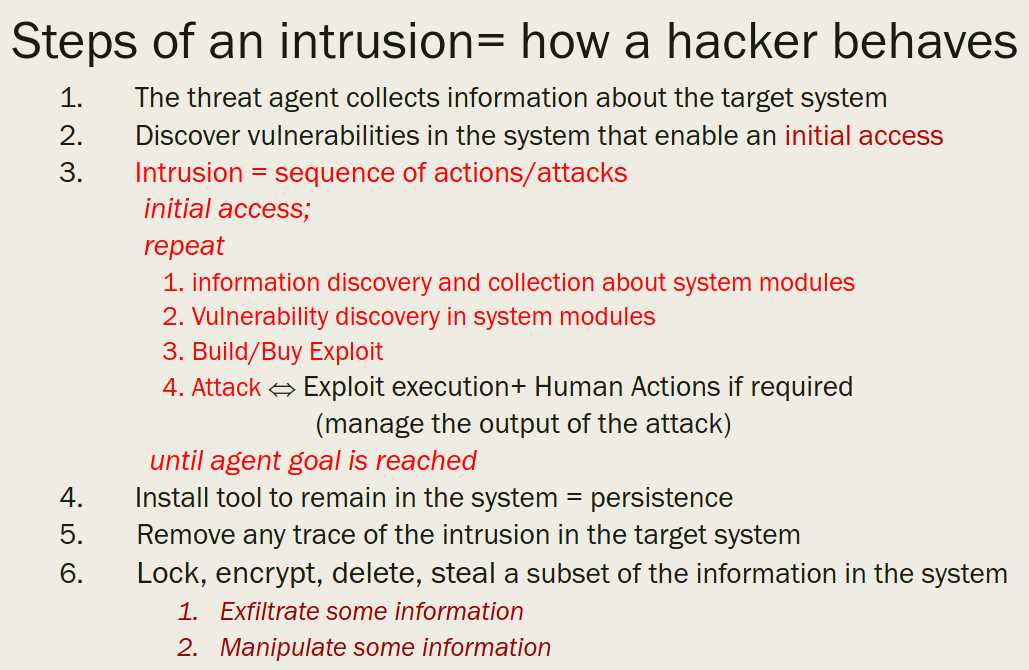 Steps of an intrusion= how a hacker behaves
1. The threat agent collects information about the target system
2. Discover vulnerabilities in the system that enable an initial access
3. Intrusion = sequence of actions/attacks
initial access;
repeat
1. information discovery and collection about system modules
2. Vulnerability discovery in system modules
3. Build/Buy Exploit
4. Attack ⇔ Exploit execution+ Human Actions if required
(manage the output of the attack)
until agent goal is reached
4. Install tool to remain in the system = persistence
5. Remove any trace of the intrusion in the target system
6. Lock, encrypt, delete, steal a subset of the information in the system
1. Exfiltrate some information
2. Manipulate some information